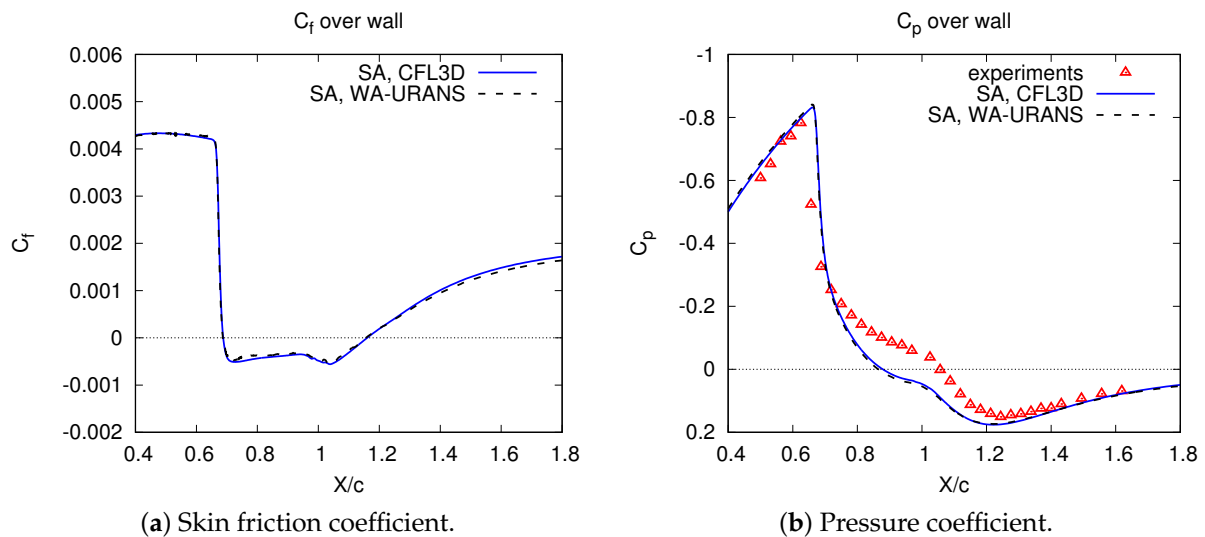 C_f over wall
0.006
0.005
0.004
0.003
0.002
0.001
0
-0.001
-0.002
C_f
SA, CFL3D
SA, WA-URANS
0.4 0.6 0.8 1 1.2 1.4 1.6 1.8
X/c
(a) Skin friction coefficient.
C_p over wall
-1
-0.8
-0.6
-0.4
-0.2
0
0.2
C_p
experiments
SA, CFL3D
SA, WA-URANS
0.4 0.6 0.8 1 1.2 1.4 1.6 1.8
X/c
(b) Pressure coefficient.